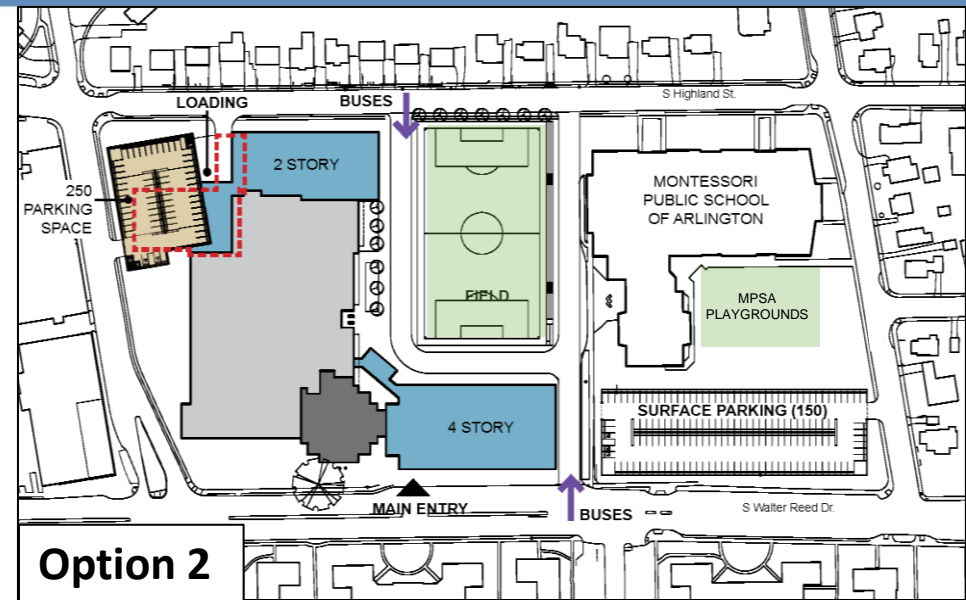 S Highland St.
LOADING
BUSES
2 STORY
250
PARKING
SPACE
MONTESSORI
PUBLIC SCHOOL
OF ARLINGTON
FIELD
MPSA
PLAYGROUNDS
SURFACE PARKING (150)
4 STORY
MAIN ENTRY
BUSES
S Walter Reed Dr.
Option 2